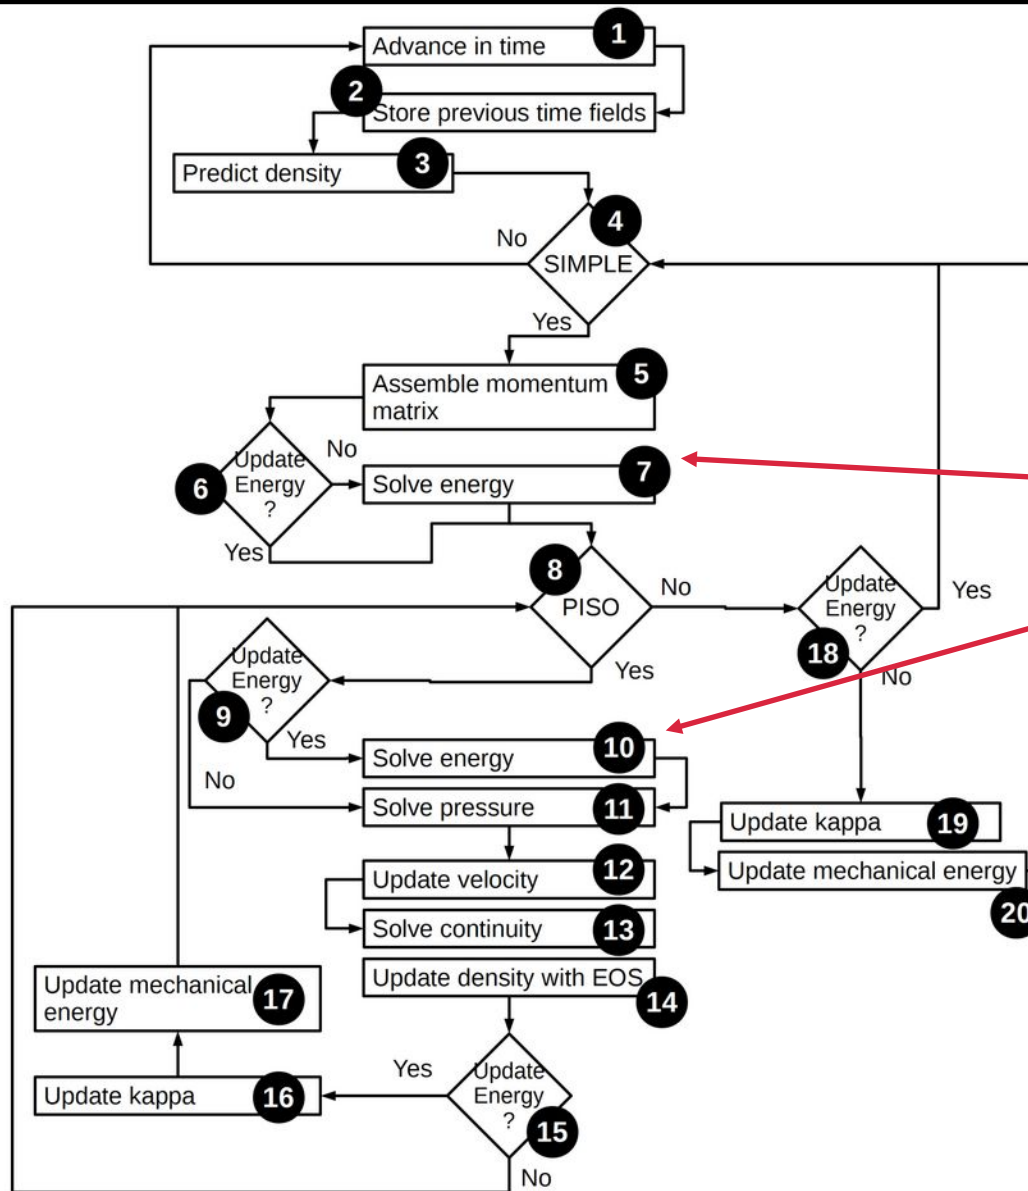 1
Advance in time
2
Store previous time fields
3
Predict density
4
No
SIMPLE
Yes
5
Assemble momentum
matrix
No
6
Update
Energy
?
7
Solve energy
Yes
8
PISO
No
Update
Energy
?
Yes
18
No
Yes
Update
Energy
?
9
Yes
No
10
Solve energy
11
Solve pressure
12
Update velocity
13
Solve continuity
Update density with EOS
14
19
Update kappa
Update mechanical energy
20
Update mechanical
energy
17
Yes
Update
Energy
?
15
Update kappa
16
No